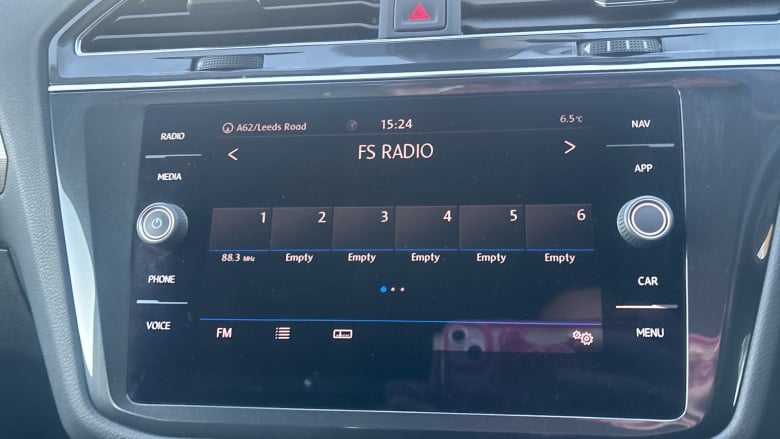 RADIO
MEDIA
PHONE
VOICE
A62/Leeds Road
15:24
6.5°C
< FS RADIO >
1 2 3 4 5 6
88.3 MHz Empty Empty Empty Empty Empty
FM
NAV
APP
CAR
MENU